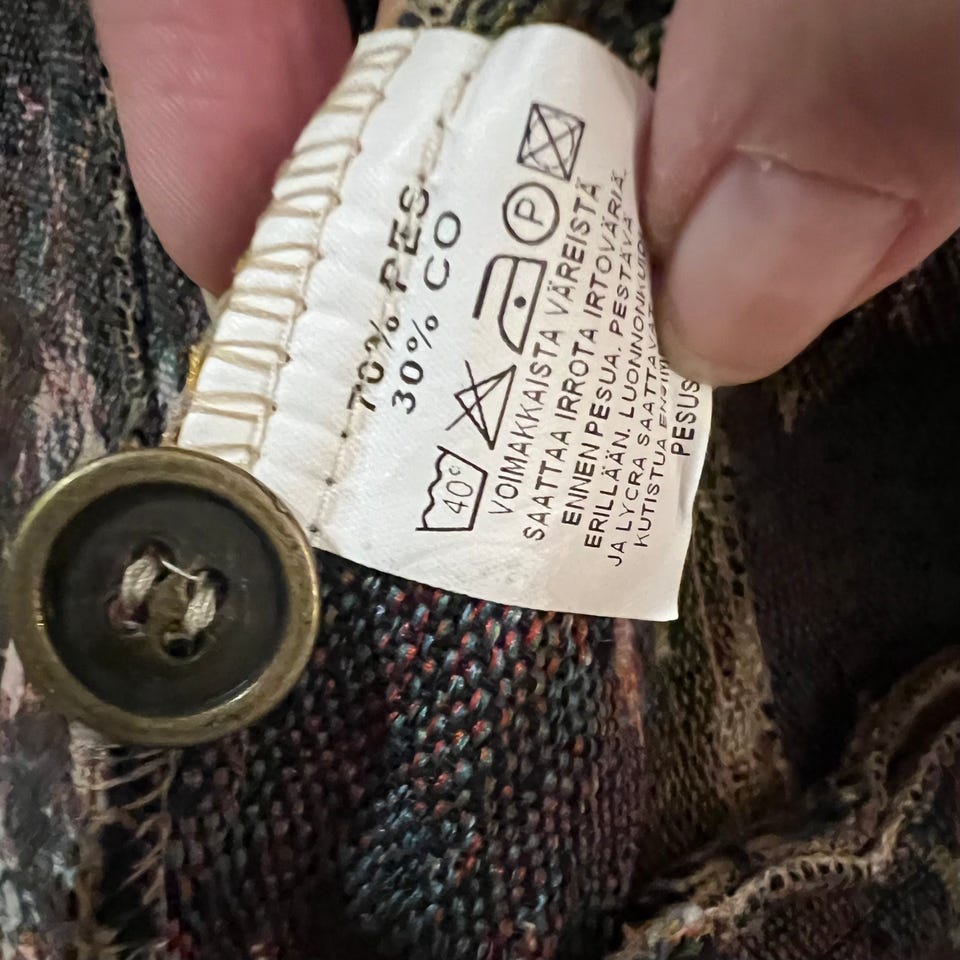 70% PES
30% CO
40°
P
VOIMAKKAISTA VÄREISTÄ
SAATTAA IRROTA IRTOVÄRIÄ
ENNEN PESUA. PESTÄVÄ
ERILLÄÄN. LUONNONKUIDUT
JA LYCRA SAATTAVAT
KUTISTUA
PESUS